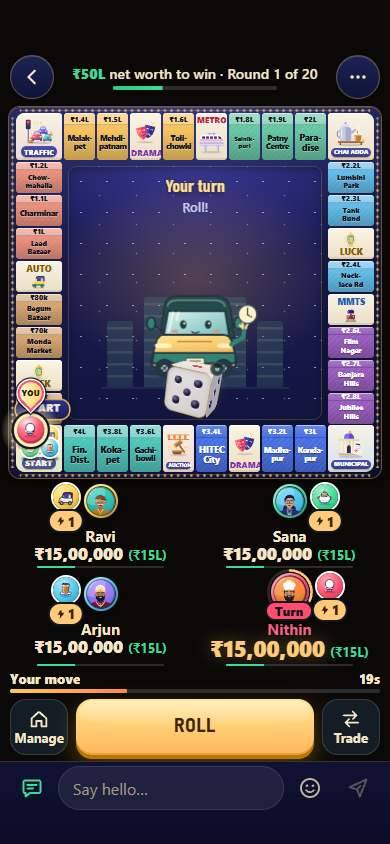 ₹50L net worth to win · Round 1 of 20
₹1.4L
Malak-
pet
₹1.5L
Mehdi-
patnam
DRAMA
₹1.6L
Toli-
chowki
METRO
₹1.8L
Sainik-
puri
₹1.9L
Patny
Centre
₹2L
Para-
dise
TRAFFIC
CHAI ADDA
₹1.2L
Chow-
mahalla
₹1.1L
Charminar
₹1L
Laad
Bazaar
AUTO
₹80k
Begum
Bazaar
₹70k
Monda
Market
YOU
START
Your turn
Roll!
₹2.2L
Lumbini
Park
₹2.3L
Tank
Bund
LUCK
₹2.4L
Neck-
lace Rd
MMTS
₹2.6L
Film
Nagar
₹2.7L
Banjara
Hills
₹2.8L
Jubilee
Hills
₹4L
Fin.
Dist.
₹3.8L
Koka-
pet
₹3.6L
Gachi-
bowli
AUCTION
₹3.4L
HITEC
City
DRAMA
₹3.2L
Madha-
pur
₹3L
Konda-
pur
MUNICIPAL
1
Ravi
₹15,00,000 (₹15L)
1
Sana
₹15,00,000 (₹15L)
1
Arjun
₹15,00,000 (₹15L)
Turn
1
Nithin
₹15,00,000 (₹15L)
Your move
19s
Manage
ROLL
Trade
Say hello...